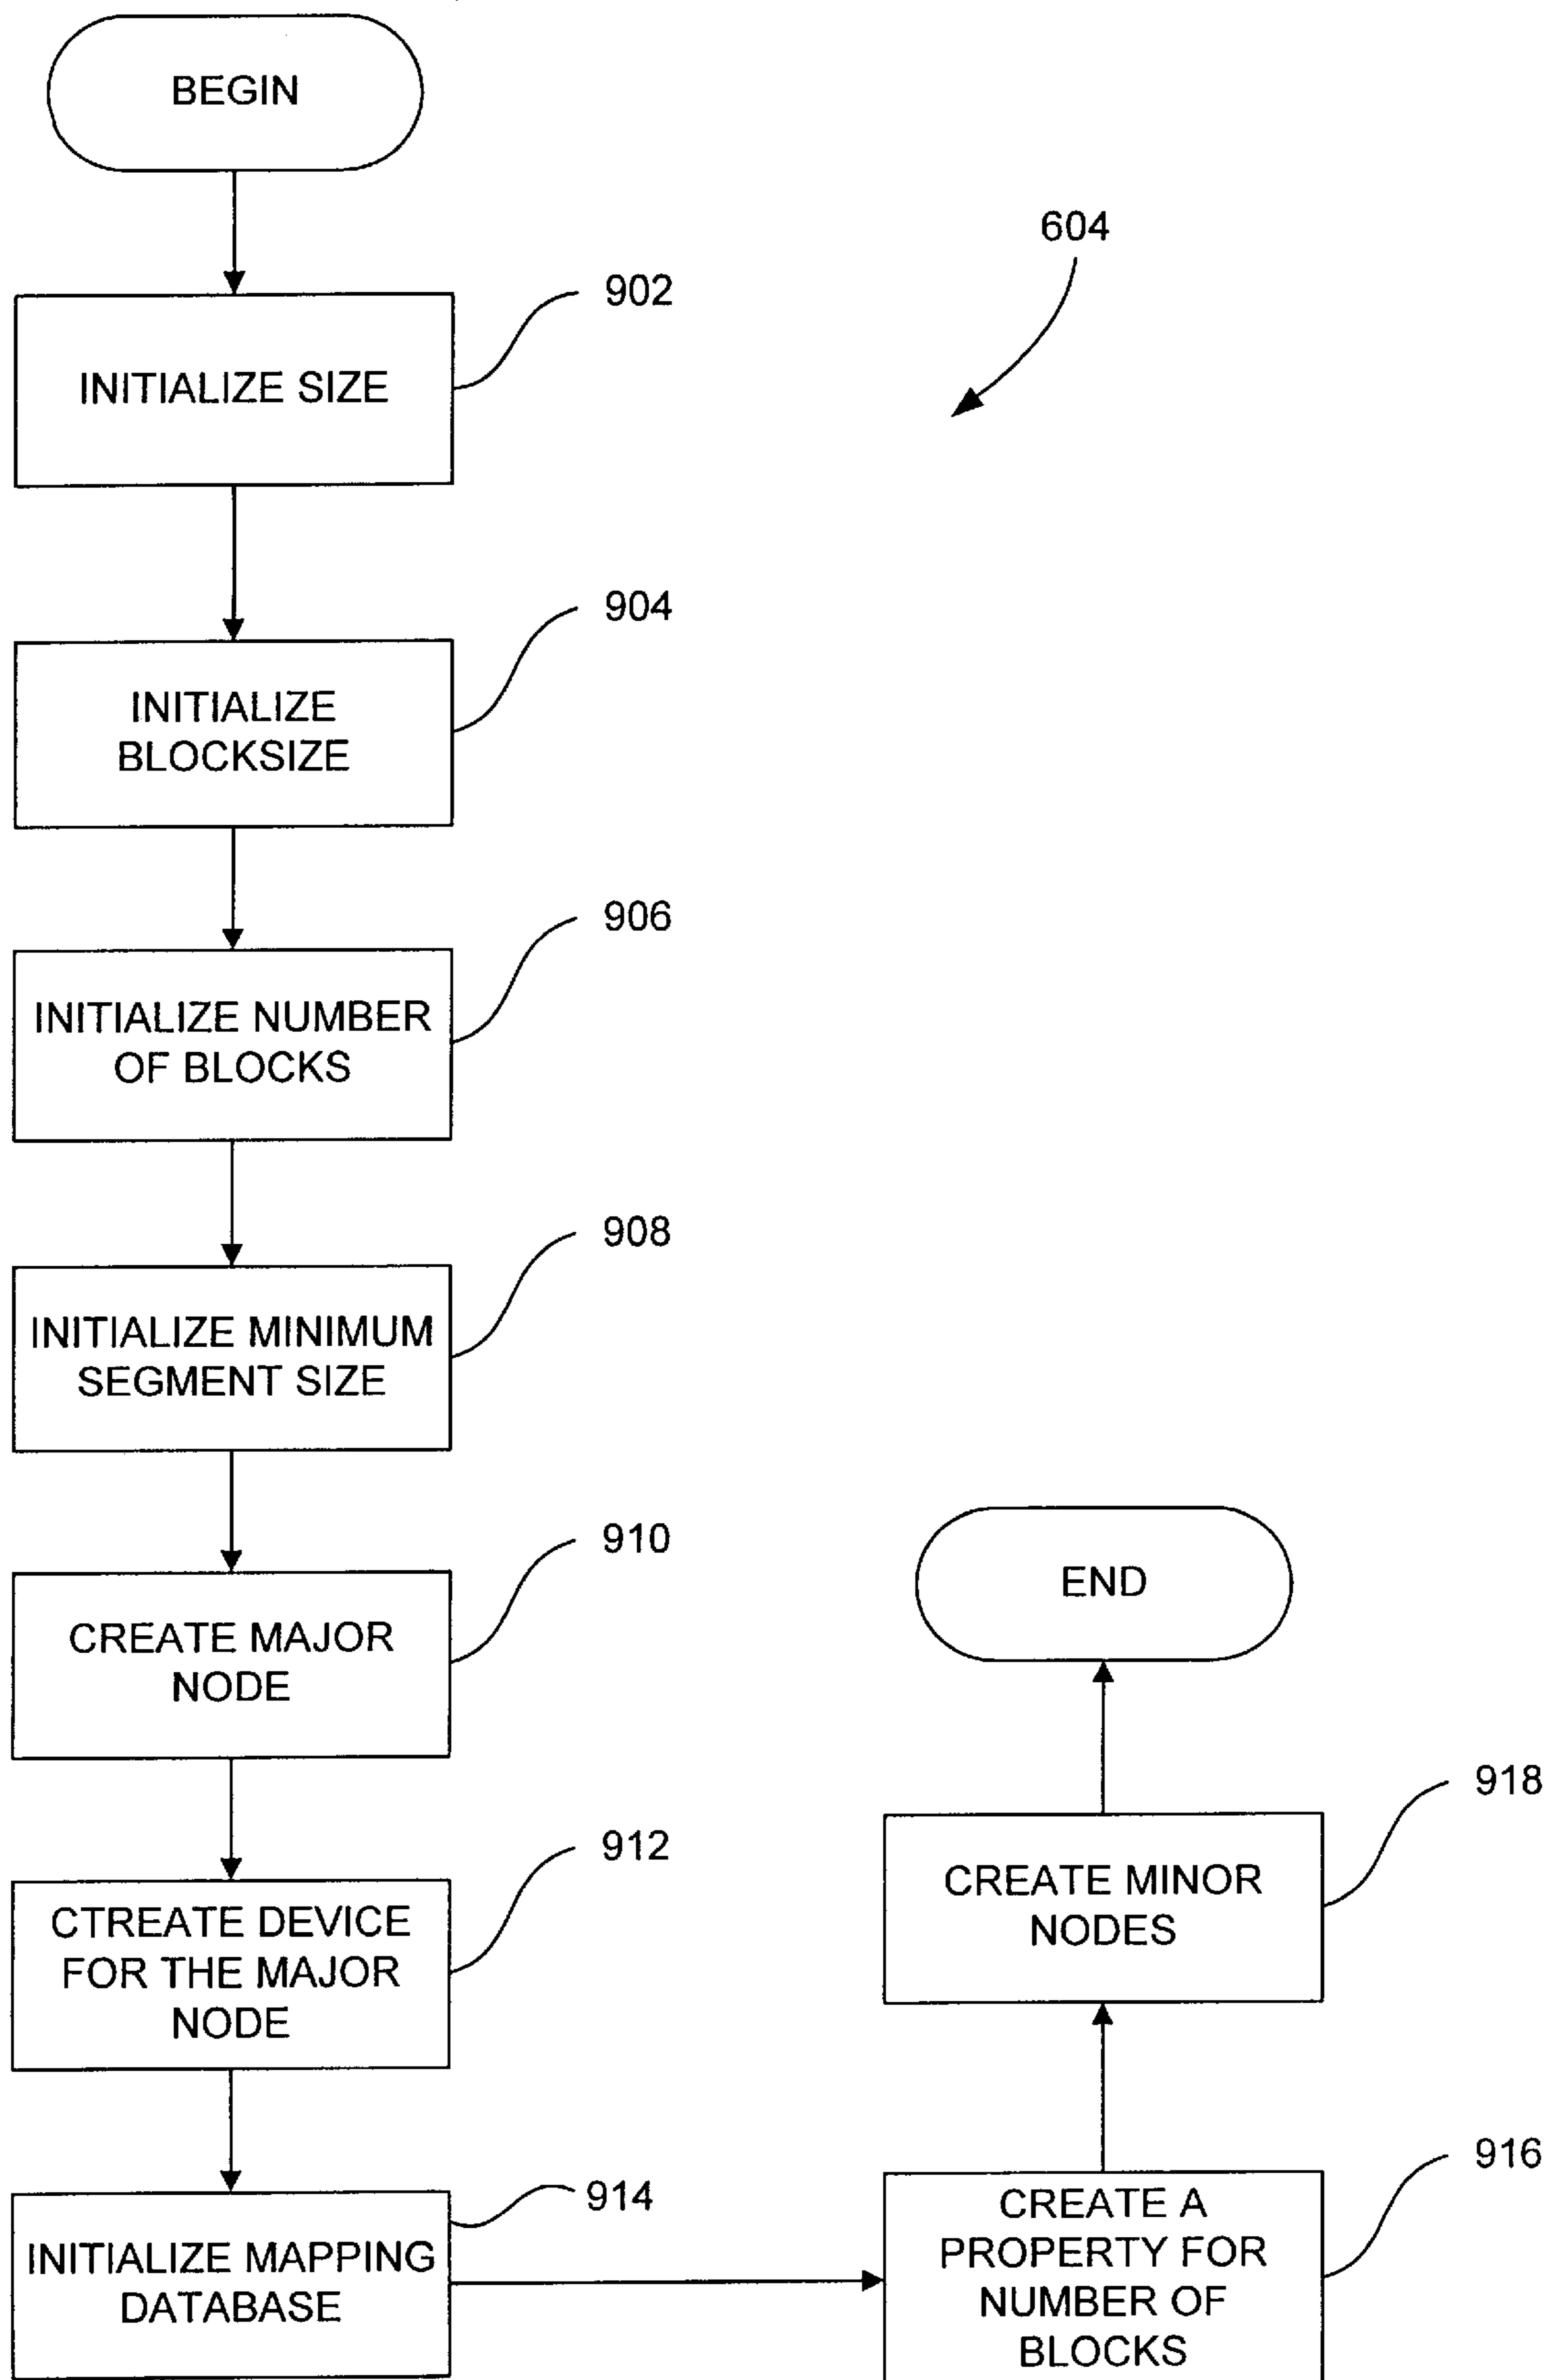 BEGIN
604
902
INITIALIZE SIZE
904
INITIALIZE
BLOCKSIZE
906
INITIALIZE NUMBER
OF BLOCKS
908
INITIALIZE MINIMUM
SEGMENT SIZE
910
CREATE MAJOR
NODE
912
CTREATE DEVICE
FOR THE MAJOR
NODE
914
INITIALIZE MAPPING
DATABASE
916
CREATE A
PROPERTY FOR
NUMBER OF
BLOCKS
918
CREATE MINOR
NODES
END